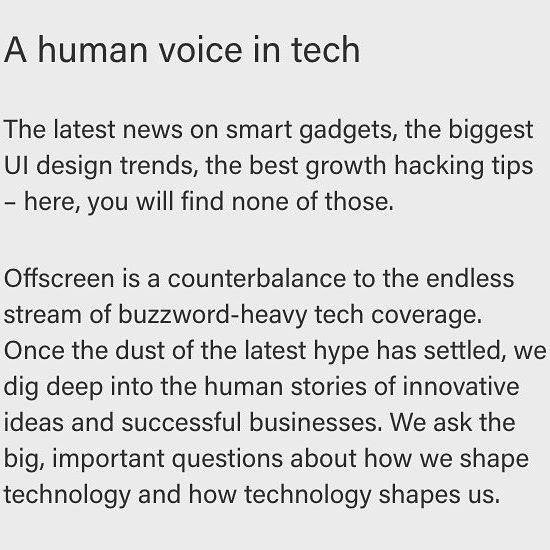 A human voice in tech
The latest news on smart gadgets, the biggest
UI design trends, the best growth hacking tips
– here, you will find none of those.
Offscreen is a counterbalance to the endless
stream of buzzword-heavy tech coverage.
Once the dust of the latest hype has settled, we
dig deep into the human stories of innovative
ideas and successful businesses. We ask the
big, important questions about how we shape
technology and how technology shapes us.